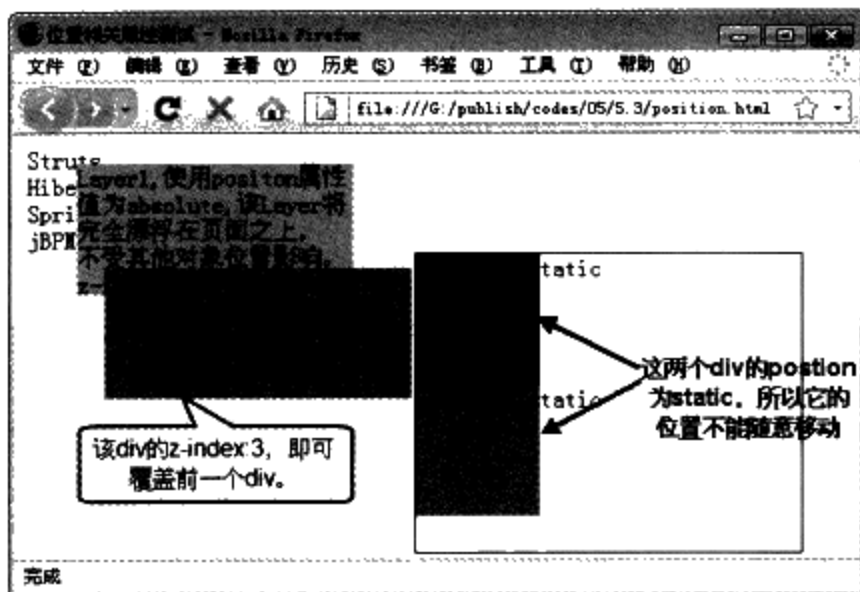 位置相关属性测试 - Mozilla Firefox
文件 (F) 编辑 (E) 查看 (V) 历史 (S) 书签 (B) 工具 (T) 帮助 (H)
file:///G:/publish/codes/05/5.3/position.html
Struts
Hibe
Spri
jBPM
Layer1,使用positon属性
值为absolute,该Layer将
完全漂浮在页面之上,
不受其他对象位置影响,
z-
tatic
tatic
这两个div的postion
为static，所以它的
位置不能随意移动
该div的z-index:3，即可
覆盖前一个div。
完成